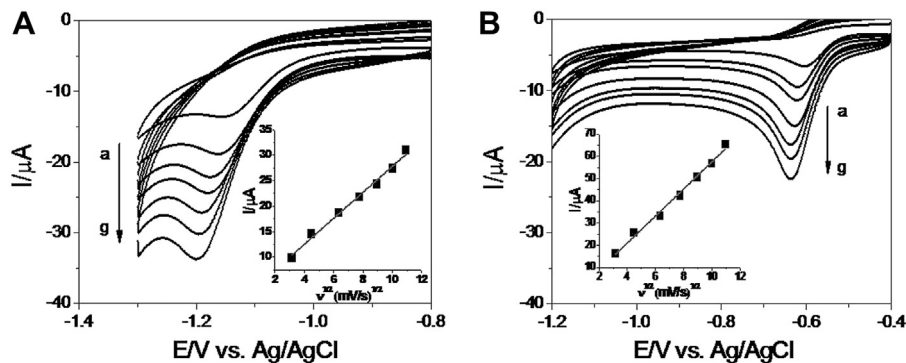 A
I/μA
0
-10
-20
-30
-40
a
g
I/μA
35
30
25
20
15
10
2 4 6 8 10 12
ν1/2 (mV/s)1/2
-1.4 -1.2 -1.0 -0.8
E/V vs. Ag/AgCl
B
I/μA
0
-10
-20
-30
-40
a
g
I/μA
70
60
50
40
30
20
10
2 4 6 8 10 12
ν1/2 (mV/s)1/2
-1.2 -1.0 -0.8 -0.6 -0.4
E/V vs. Ag/AgCl